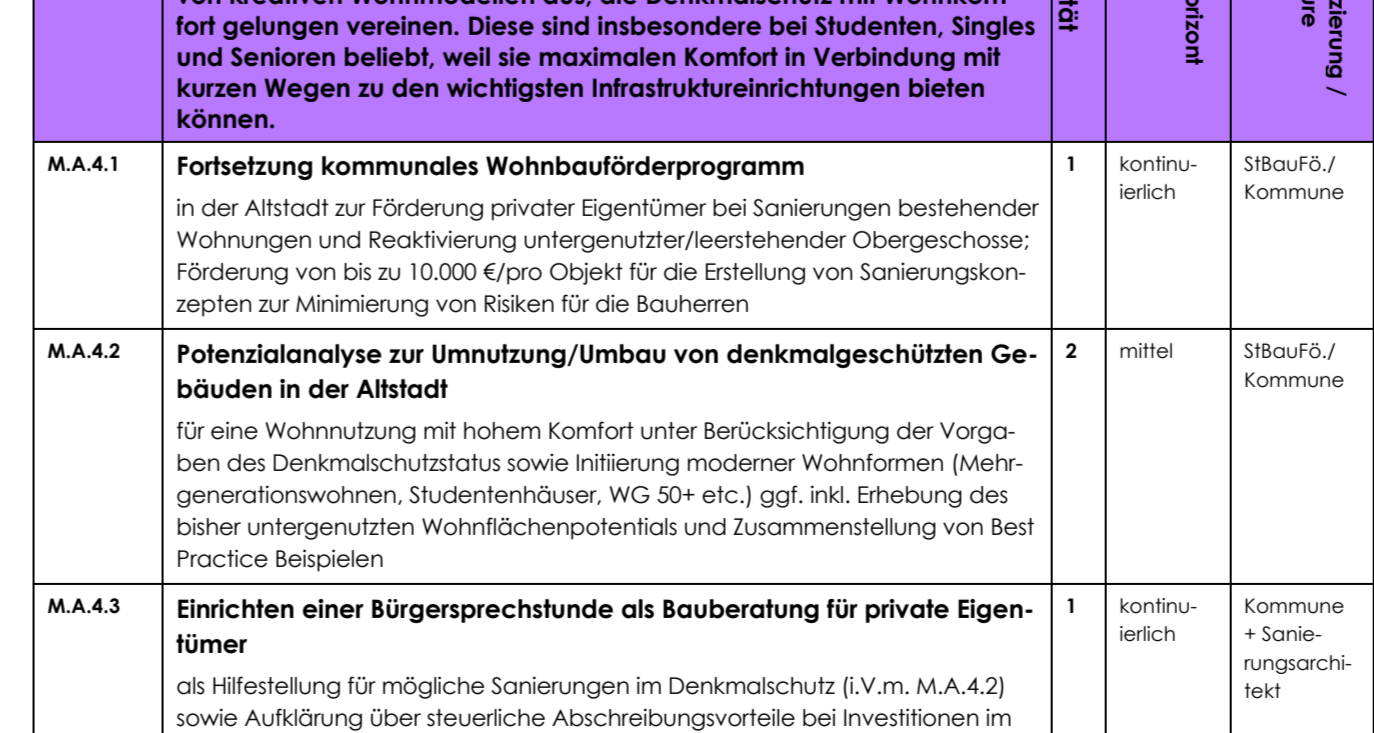 von kreativen Wohnmodellen aus, die Denkmalschutz mit Wohnkom-
fort gelungen vereinen. Diese sind insbesondere bei Studenten, Singles
und Senioren beliebt, weil sie maximalen Komfort in Verbindung mit
kurzen Wegen zu den wichtigsten Infrastruktureinrichtungen bieten
können.
M.A.4.1
Fortsetzung kommunales Wohnbauförderprogramm
in der Altstadt zur Förderung privater Eigentümer bei Sanierungen bestehender
Wohnungen und Reaktivierung untergenutzter/leerstehender Obergeschosse;
Förderung von bis zu 10.000 €/pro Objekt für die Erstellung von Sanierungskon-
zepten zur Minimierung von Risiken für die Bauherren
1
kontinu-
ierlich
StBauFö./
Kommune
M.A.4.2
Potenzialanalyse zur Umnutzung/Umbau von denkmalgeschützten Ge-
bäuden in der Altstadt
für eine Wohnnutzung mit hohem Komfort unter Berücksichtigung der Vorga-
ben des Denkmalschutzstatus sowie Initiierung moderner Wohnformen (Mehr-
generationswohnen, Studentenhäuser, WG 50+ etc.) ggf. inkl. Erhebung des
bisher untergenutzten Wohnflächenpotentials und Zusammenstellung von Best
Practice Beispielen
2
mittel
StBauFö./
Kommune
M.A.4.3
Einrichten einer Bürgersprechstunde als Bauberatung für private Eigen-
tümer
als Hilfestellung für mögliche Sanierungen im Denkmalschutz (i.V.m. M.A.4.2)
sowie Aufklärung über steuerliche Abschreibungsvorteile bei Investitionen im
1
kontinu-
ierlich
Kommune
+ Sanie-
rungsarchi-
tekt